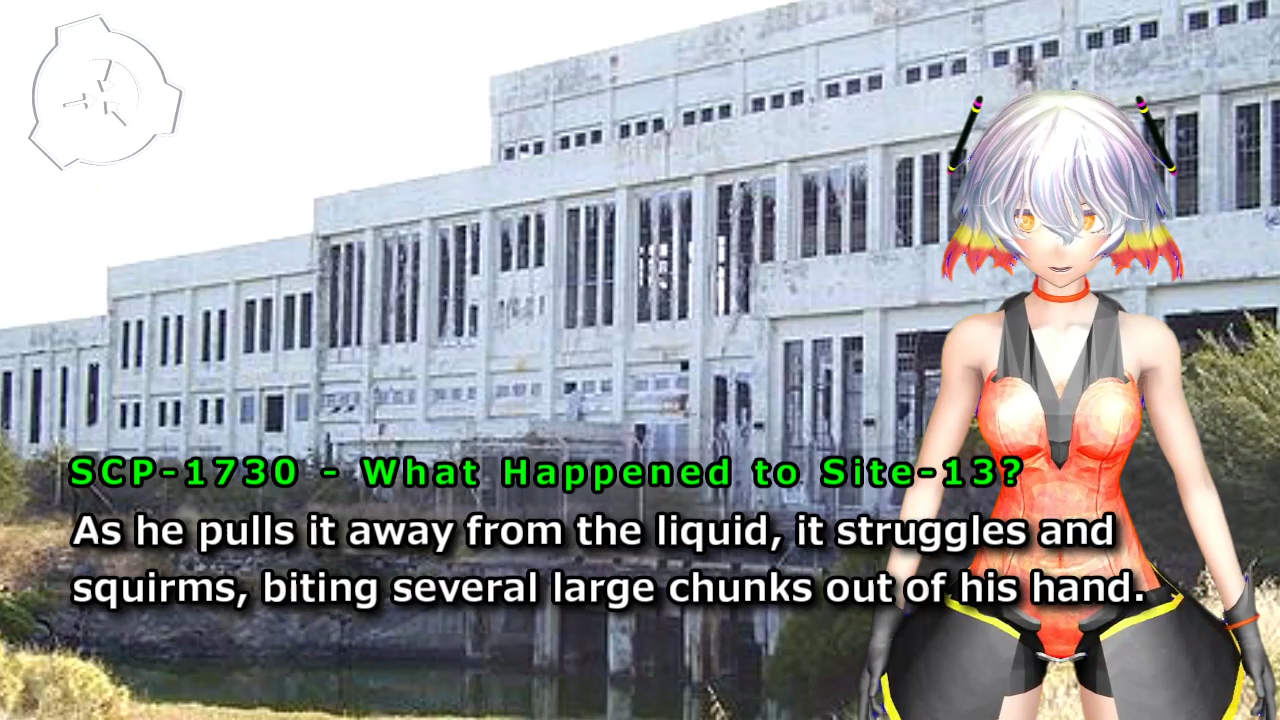 SCP-1730 - What Happened to Site-13?
As he pulls it away from the liquid, it struggles and
squirms, biting several large chunks out of his hand.